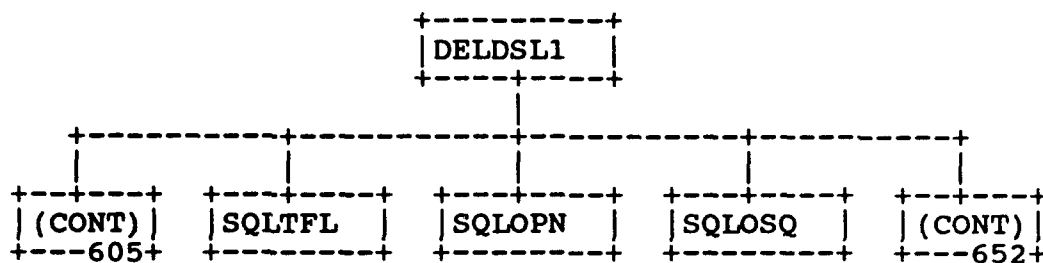 DELDSL1
(CONT) SQLTFL SQLOPN SQLOSQ (CONT)
605 652